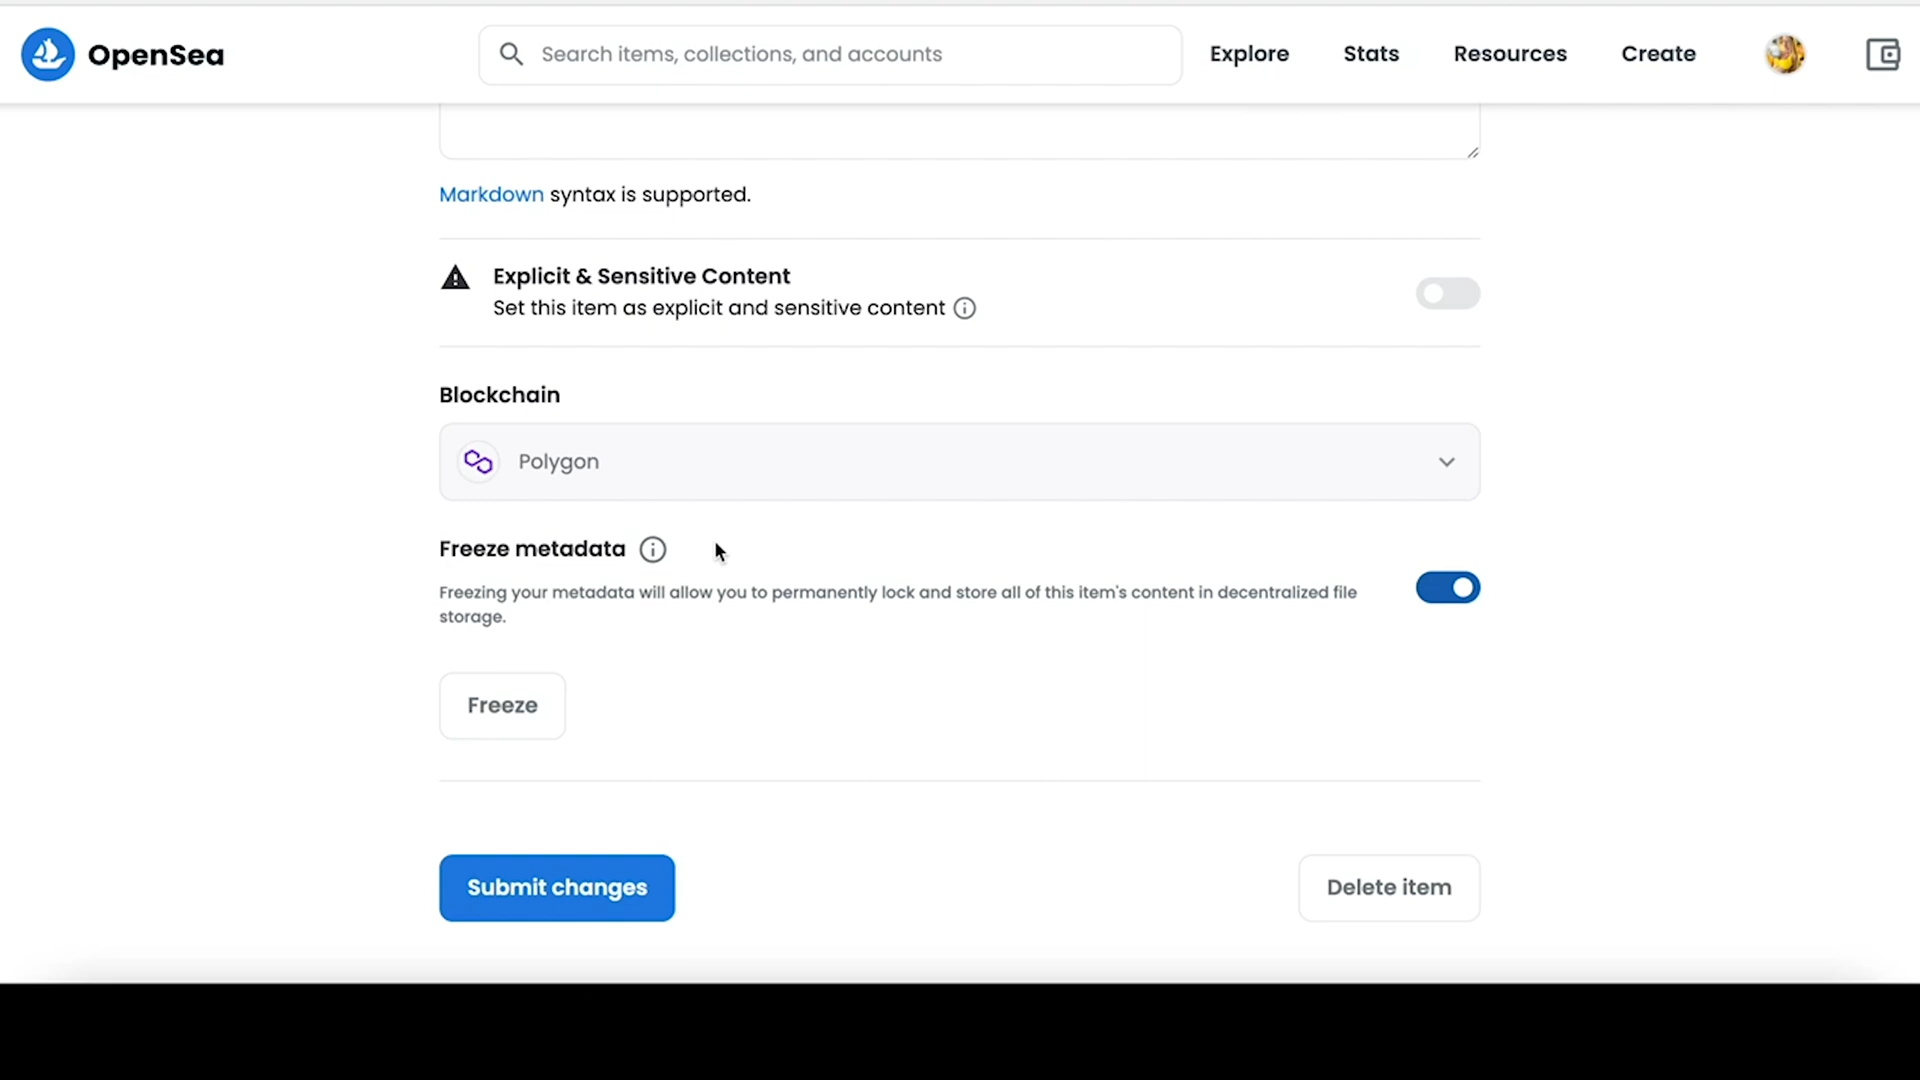 OpenSea
Search items, collections, and accounts
Explore
Stats
Resources
Create
Markdown syntax is supported.
Explicit & Sensitive Content
Set this item as explicit and sensitive content
Blockchain
Polygon
Freeze metadata
Freezing your metadata will allow you to permanently lock and store all of this item's content in decentralized file
storage.
Freeze
Submit changes
Delete item